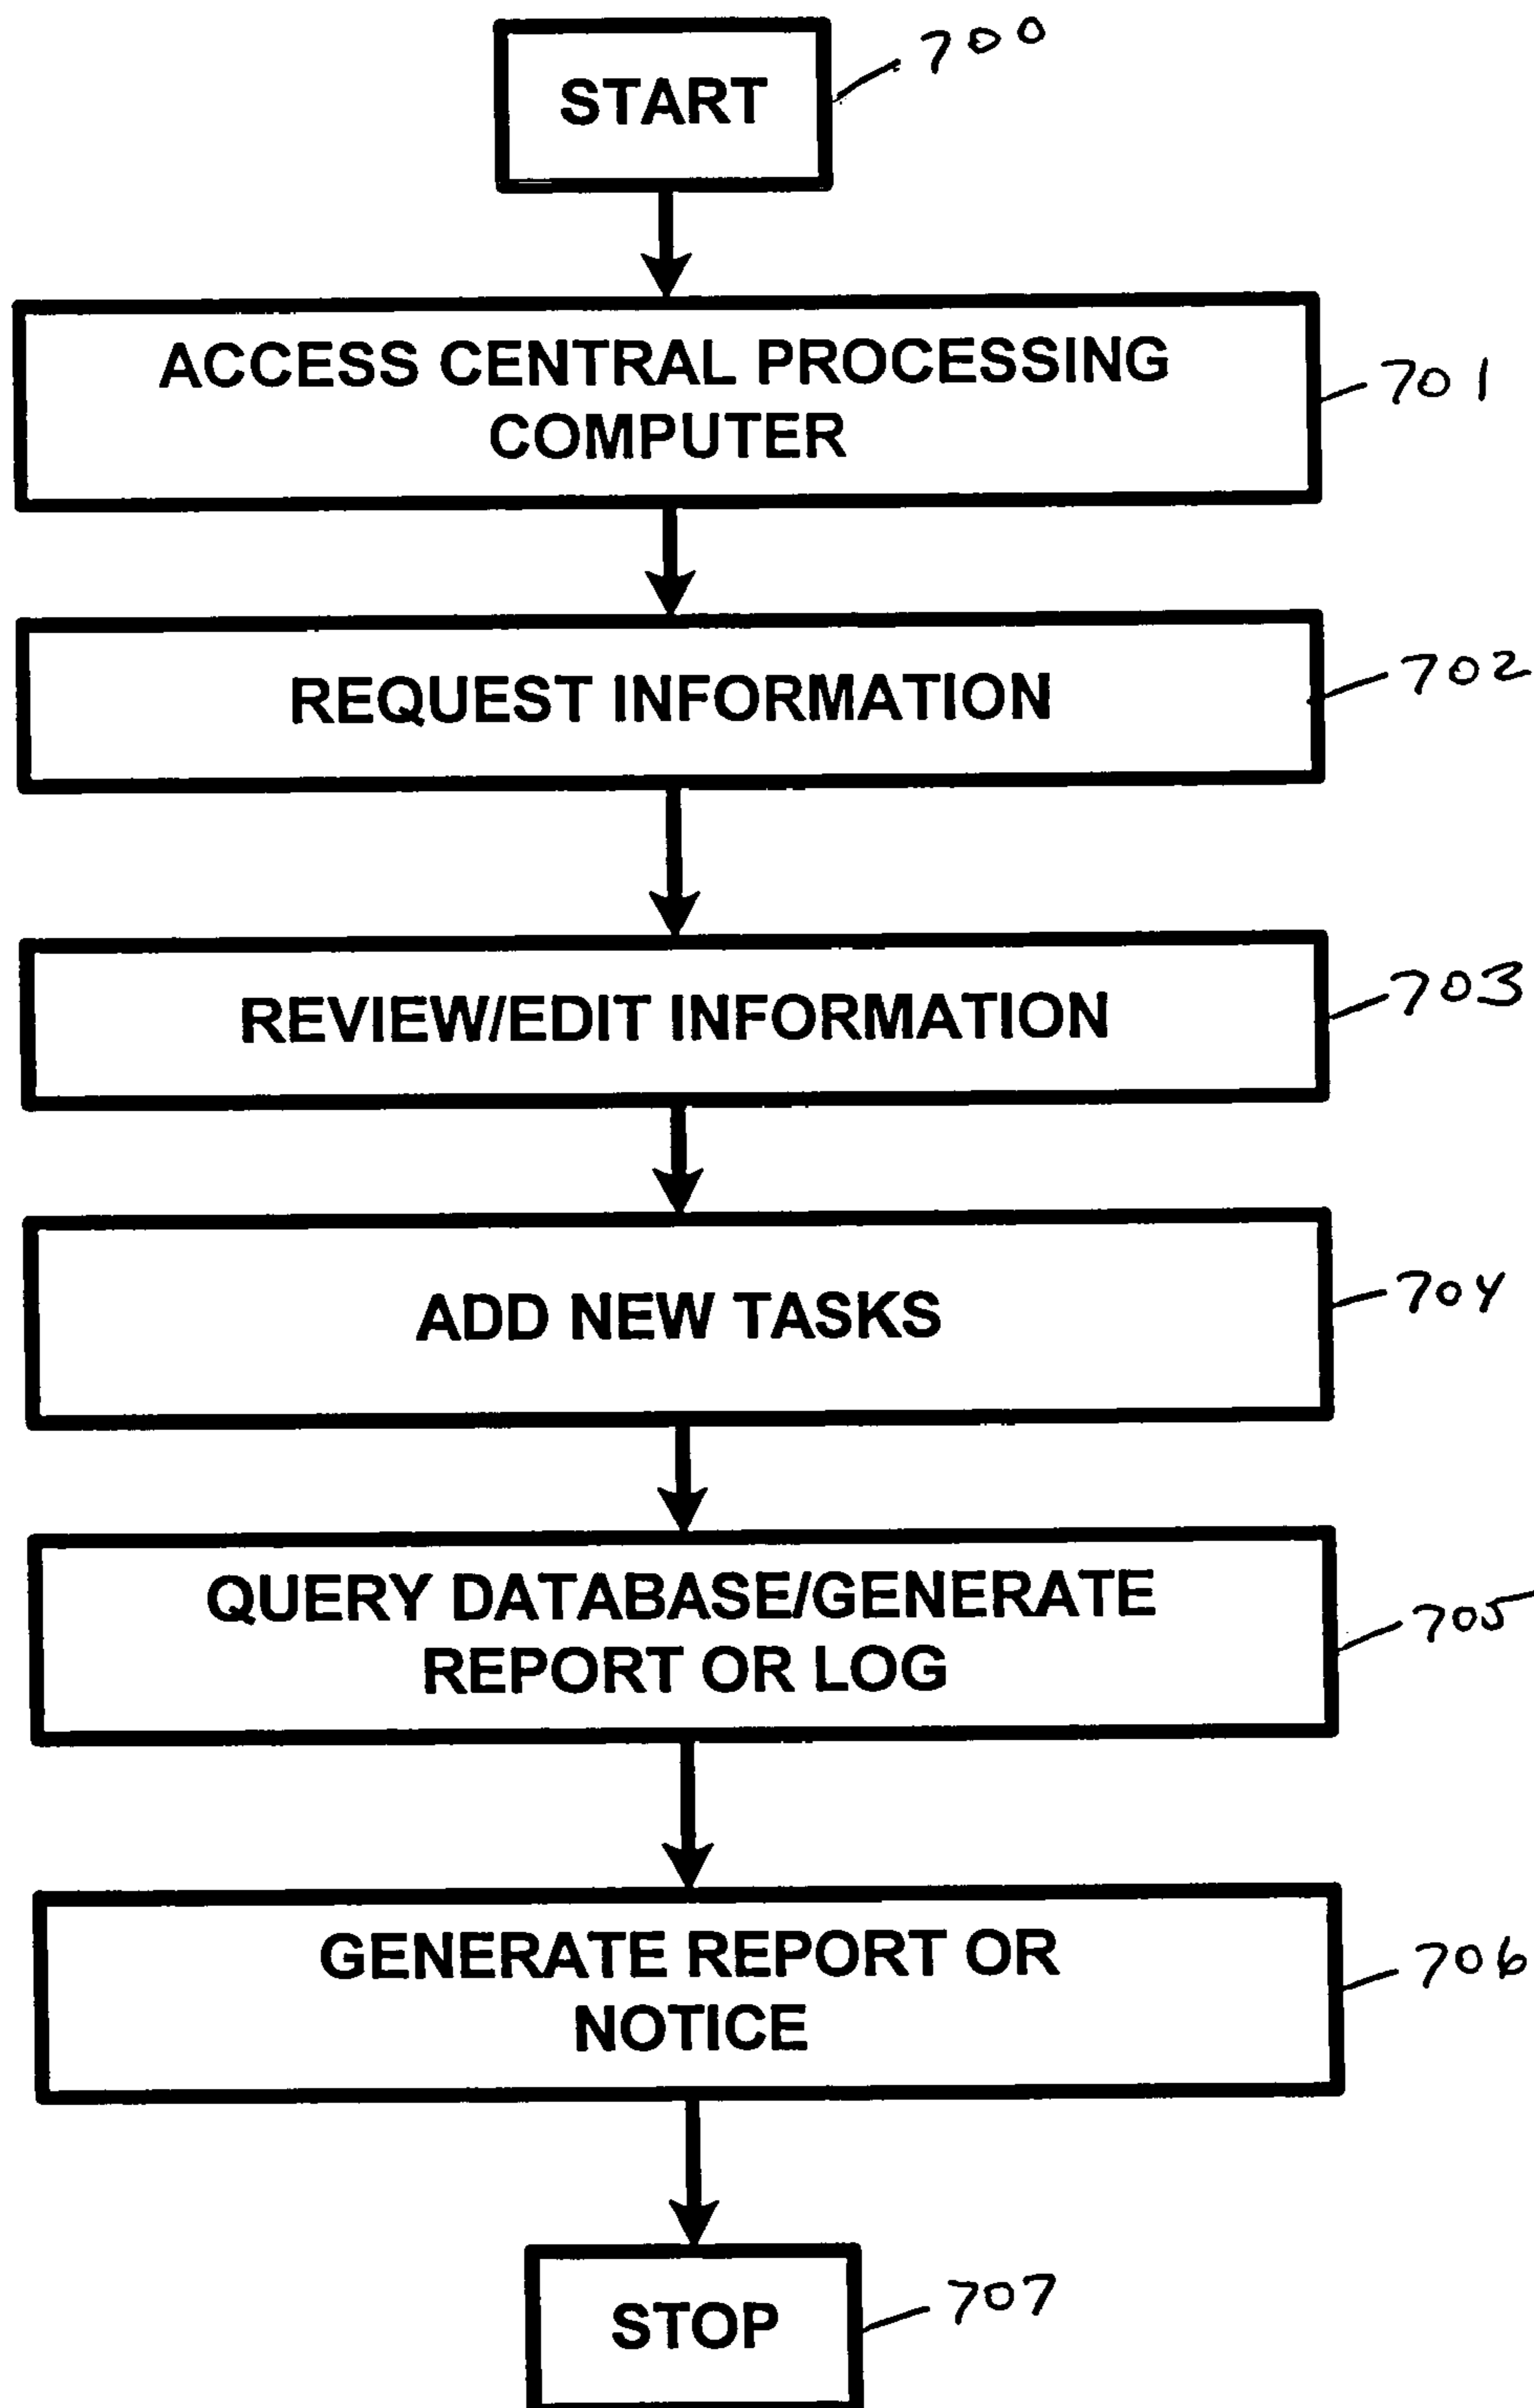 START
700
ACCESS CENTRAL PROCESSING
COMPUTER
701
REQUEST INFORMATION
702
REVIEW/EDIT INFORMATION
703
ADD NEW TASKS
704
QUERY DATABASE/GENERATE
REPORT OR LOG
705
GENERATE REPORT OR
NOTICE
706
STOP
707